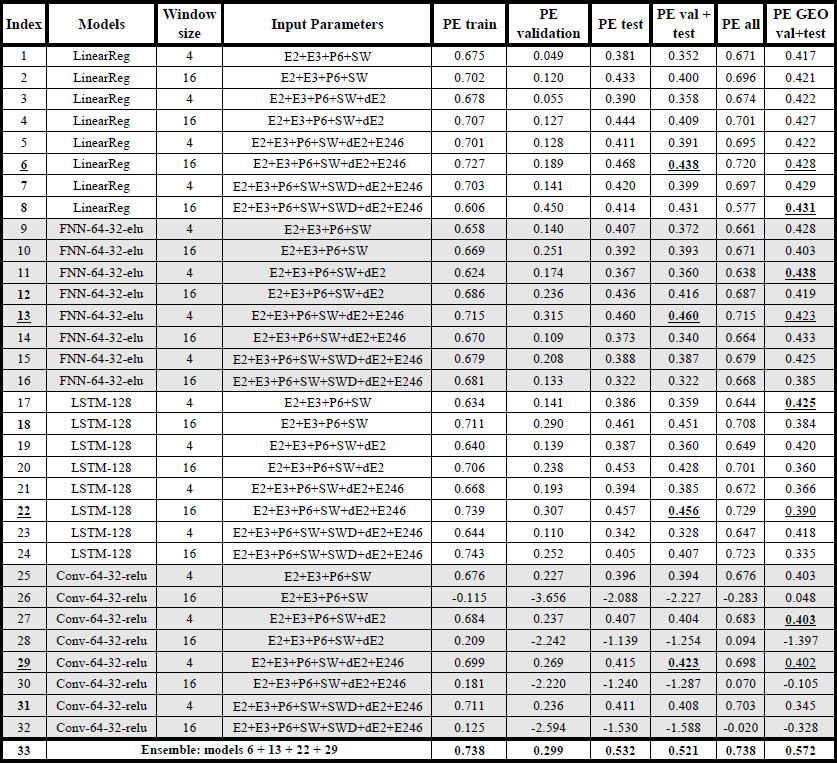 Index Models Window size Input Parameters PE train PE validation PE test PE val + test PE all PE GEO val+test
1 LinearReg 4 E2+E3+P6+SW 0.675 0.049 0.381 0.352 0.671 0.417
2 LinearReg 16 E2+E3+P6+SW 0.702 0.120 0.433 0.400 0.696 0.421
3 LinearReg 4 E2+E3+P6+SW+dE2 0.678 0.055 0.390 0.358 0.674 0.422
4 LinearReg 16 E2+E3+P6+SW+dE2 0.707 0.127 0.444 0.409 0.701 0.427
5 LinearReg 4 E2+E3+P6+SW+dE2+E246 0.701 0.128 0.411 0.391 0.695 0.422
6 LinearReg 16 E2+E3+P6+SW+dE2+E246 0.727 0.189 0.468 0.438 0.720 0.428
7 LinearReg 4 E2+E3+P6+SW+SWD+dE2+E246 0.703 0.141 0.420 0.399 0.697 0.429
8 LinearReg 16 E2+E3+P6+SW+SWD+dE2+E246 0.606 0.450 0.414 0.431 0.577 0.431
9 FNN-64-32-elu 4 E2+E3+P6+SW 0.658 0.140 0.407 0.372 0.661 0.428
10 FNN-64-32-elu 16 E2+E3+P6+SW 0.669 0.251 0.392 0.393 0.671 0.403
11 FNN-64-32-elu 4 E2+E3+P6+SW+dE2 0.624 0.174 0.367 0.360 0.638 0.438
12 FNN-64-32-elu 16 E2+E3+P6+SW+dE2 0.686 0.236 0.436 0.416 0.687 0.419
13 FNN-64-32-elu 4 E2+E3+P6+SW+dE2+E246 0.715 0.315 0.460 0.460 0.715 0.423
14 FNN-64-32-elu 16 E2+E3+P6+SW+dE2+E246 0.670 0.109 0.373 0.340 0.664 0.433
15 FNN-64-32-elu 4 E2+E3+P6+SW+SWD+dE2+E246 0.679 0.208 0.388 0.387 0.679 0.425
16 FNN-64-32-elu 16 E2+E3+P6+SW+SWD+dE2+E246 0.681 0.133 0.322 0.322 0.668 0.385
17 LSTM-128 4 E2+E3+P6+SW 0.634 0.141 0.386 0.359 0.644 0.425
18 LSTM-128 16 E2+E3+P6+SW 0.711 0.290 0.461 0.451 0.708 0.384
19 LSTM-128 4 E2+E3+P6+SW+dE2 0.640 0.139 0.387 0.360 0.649 0.420
20 LSTM-128 16 E2+E3+P6+SW+dE2 0.706 0.238 0.453 0.428 0.701 0.360
21 LSTM-128 4 E2+E3+P6+SW+dE2+E246 0.668 0.193 0.394 0.385 0.672 0.366
22 LSTM-128 16 E2+E3+P6+SW+dE2+E246 0.739 0.307 0.457 0.456 0.729 0.390
23 LSTM-128 4 E2+E3+P6+SW+SWD+dE2+E246 0.644 0.110 0.342 0.328 0.647 0.418
24 LSTM-128 16 E2+E3+P6+SW+SWD+dE2+E246 0.743 0.252 0.405 0.407 0.723 0.335
25 Conv-64-32-relu 4 E2+E3+P6+SW 0.676 0.227 0.396 0.394 0.676 0.403
26 Conv-64-32-relu 16 E2+E3+P6+SW -0.115 -3.656 -2.088 -2.227 -0.283 0.048
27 Conv-64-32-relu 4 E2+E3+P6+SW+dE2 0.684 0.237 0.407 0.404 0.683 0.403
28 Conv-64-32-relu 16 E2+E3+P6+SW+dE2 0.209 -2.242 -1.139 -1.254 0.094 -1.397
29 Conv-64-32-relu 4 E2+E3+P6+SW+dE2+E246 0.699 0.269 0.415 0.423 0.698 0.402
30 Conv-64-32-relu 16 E2+E3+P6+SW+dE2+E246 0.181 -2.220 -1.240 -1.287 0.070 -0.105
31 Conv-64-32-relu 4 E2+E3+P6+SW+SWD+dE2+E246 0.711 0.236 0.411 0.408 0.703 0.345
32 Conv-64-32-relu 16 E2+E3+P6+SW+SWD+dE2+E246 0.125 -2.594 -1.530 -1.588 -0.020 -0.328
33 Ensemble: models 6 + 13 + 22 + 29 0.738 0.299 0.532 0.521 0.738 0.572